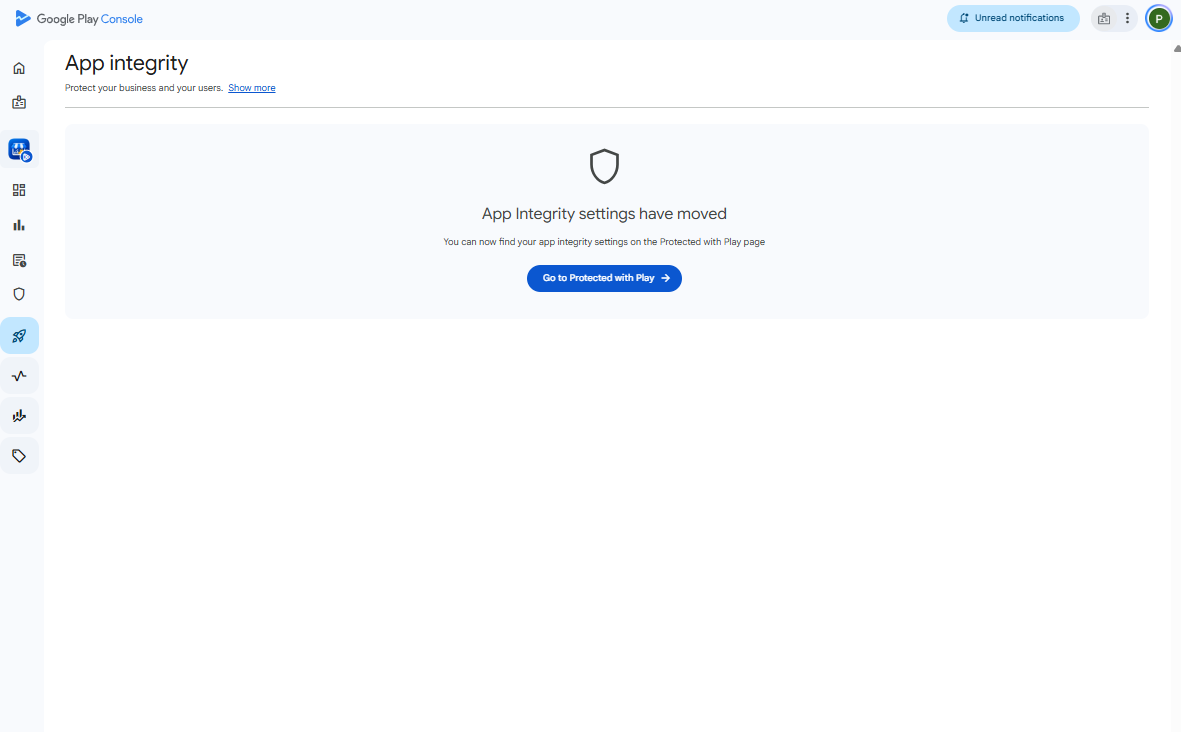 Google Play Console
Unread notifications
P
App integrity
Protect your business and your users. Show more
App Integrity settings have moved
You can now find your app integrity settings on the Protected with Play page
Go to Protected with Play